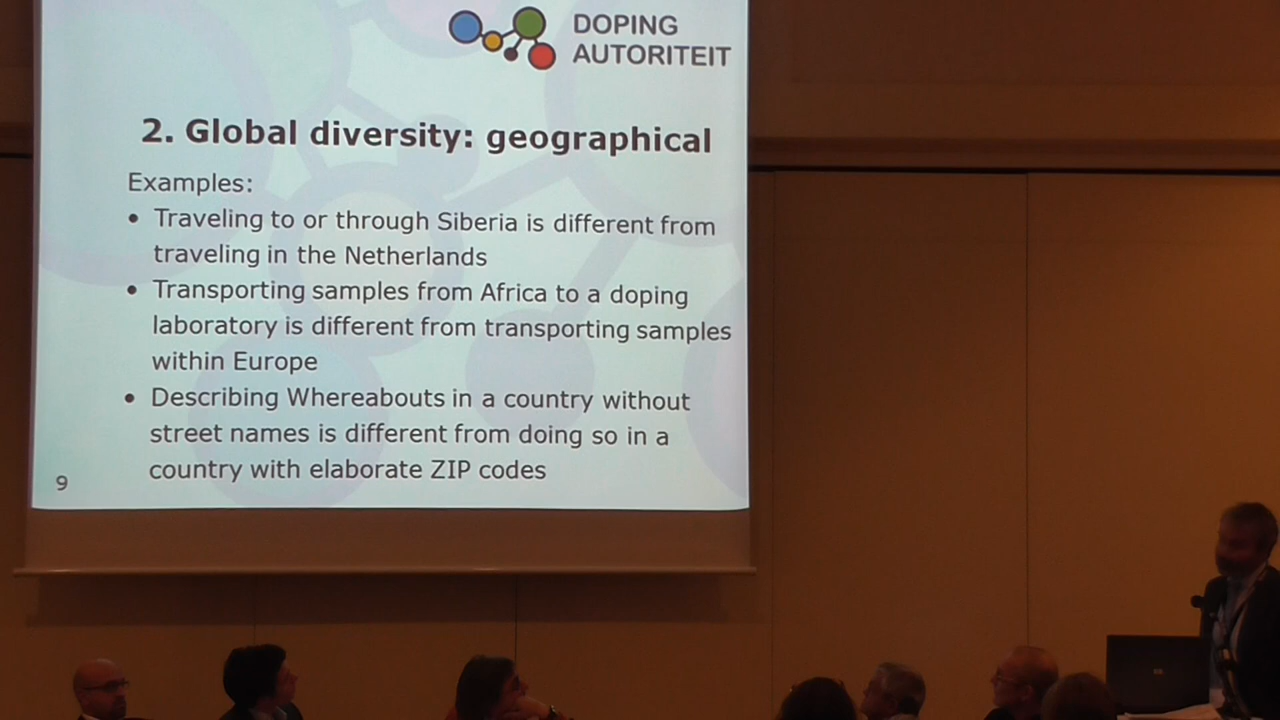 DOPING
AUTORITEIT
2. Global diversity: geographical
Examples:
• Traveling to or through Siberia is different from
traveling in the Netherlands
• Transporting samples from Africa to a doping
laboratory is different from transporting samples
within Europe
• Describing Whereabouts in a country without
street names is different from doing so in a
country with elaborate ZIP codes
9